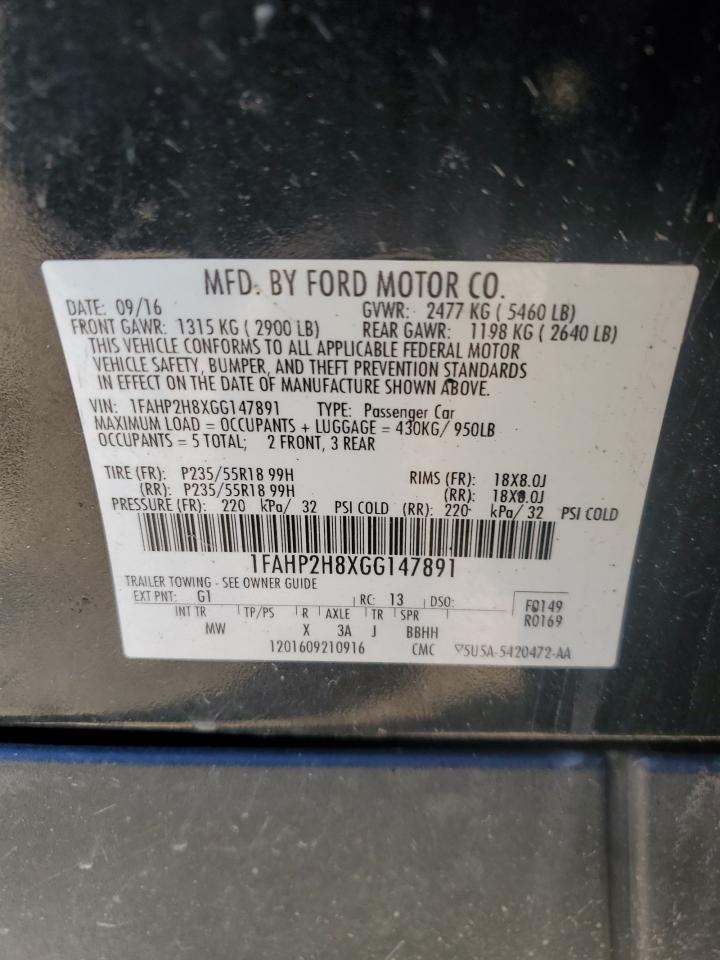 MFD. BY FORD MOTOR CO.
DATE: 09/16 GVWR: 2477 KG ( 5460 LB)
FRONT GAWR: 1315 KG ( 2900 LB) REAR GAWR: 1198 KG ( 2640 LB)
THIS VEHICLE CONFORMS TO ALL APPLICABLE FEDERAL MOTOR
VEHICLE SAFETY, BUMPER, AND THEFT PREVENTION STANDARDS
IN EFFECT ON THE DATE OF MANUFACTURE SHOWN ABOVE.
VIN: 1FAHP2H8XGG147891 TYPE: Passenger Car
MAXIMUM LOAD = OCCUPANTS + LUGGAGE = 430KG/ 950LB
OCCUPANTS = 5 TOTAL; 2 FRONT, 3 REAR
TIRE (FR): P235/55R18 99H RIMS (FR): 18X8.0J
(RR): P235/55R18 99H (RR): 18X8.0J
PRESSURE (FR): 220 kPa/ 32 PSI COLD (RR): 220 kPa/ 32 PSI COLD
1FAHP2H8XGG147891
TRAILER TOWING - SEE OWNER GUIDE
EXT PNT: G1 RC: 13 DSO: F0149
INT TR TP/PS R AXLE TR SPR R0169
MW X 3A J BBHH
1201609210916 CMC ▽5U5A-5420472-AA